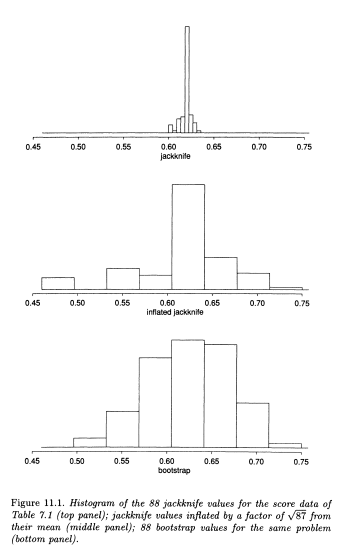 0.45 0.50 0.55 0.60 0.65 0.70 0.75
jackknife
0.45 0.50 0.55 0.60 0.65 0.70 0.75
inflated jackknife
0.45 0.50 0.55 0.60 0.65 0.70 0.75
bootstrap
Figure 11.1. Histogram of the 88 jackknife values for the score data of
Table 7.1 (top panel); jackknife values inflated by a factor of √87 from
their mean (middle panel); 88 bootstrap values for the same problem
(bottom panel).